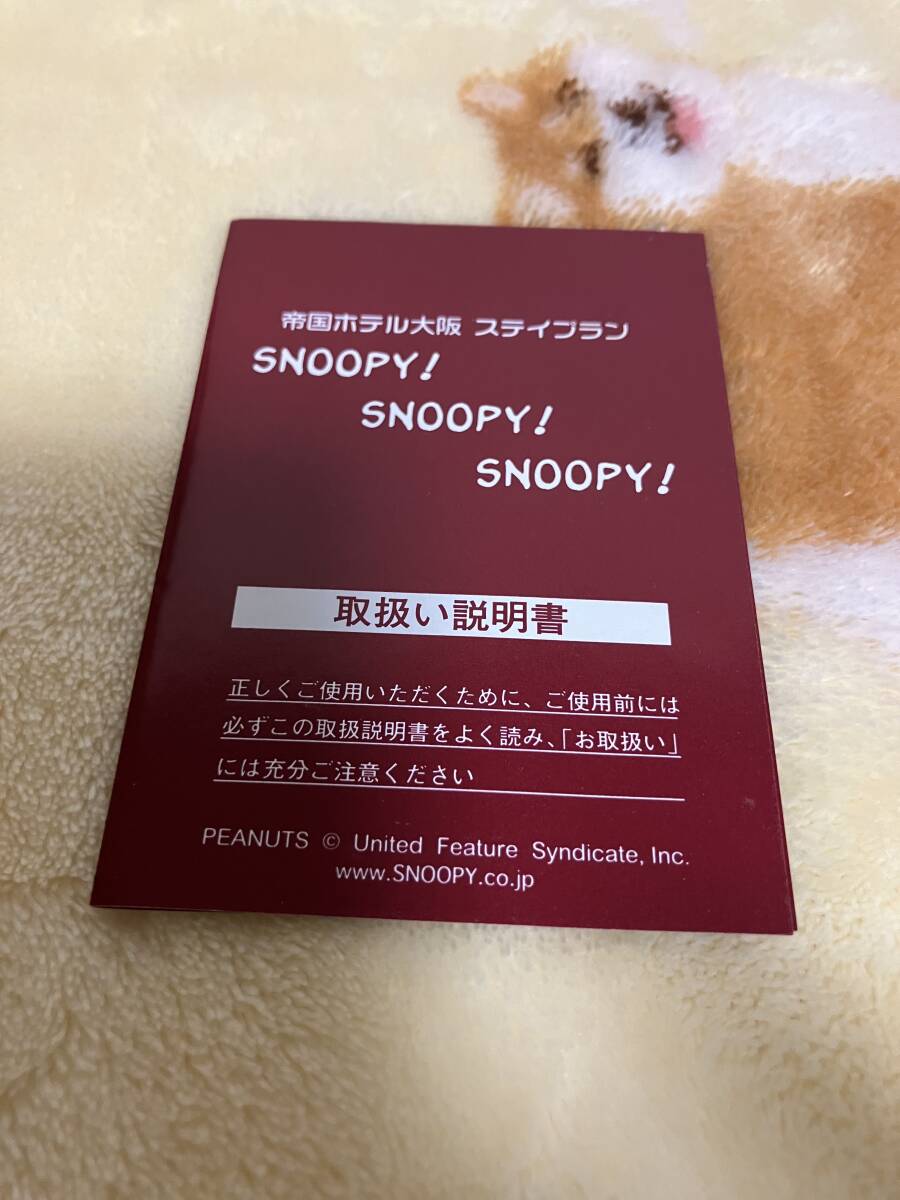 帝国ホテル大阪 ステイプラン
SNOOPY!
SNOOPY!
SNOOPY!
取扱い説明書
正しくご使用いただくために、ご使用前には
必ずこの取扱説明書をよく読み、「お取扱い」
には充分ご注意ください
PEANUTS © United Feature Syndicate, Inc.
www.SNOOPY.co.jp